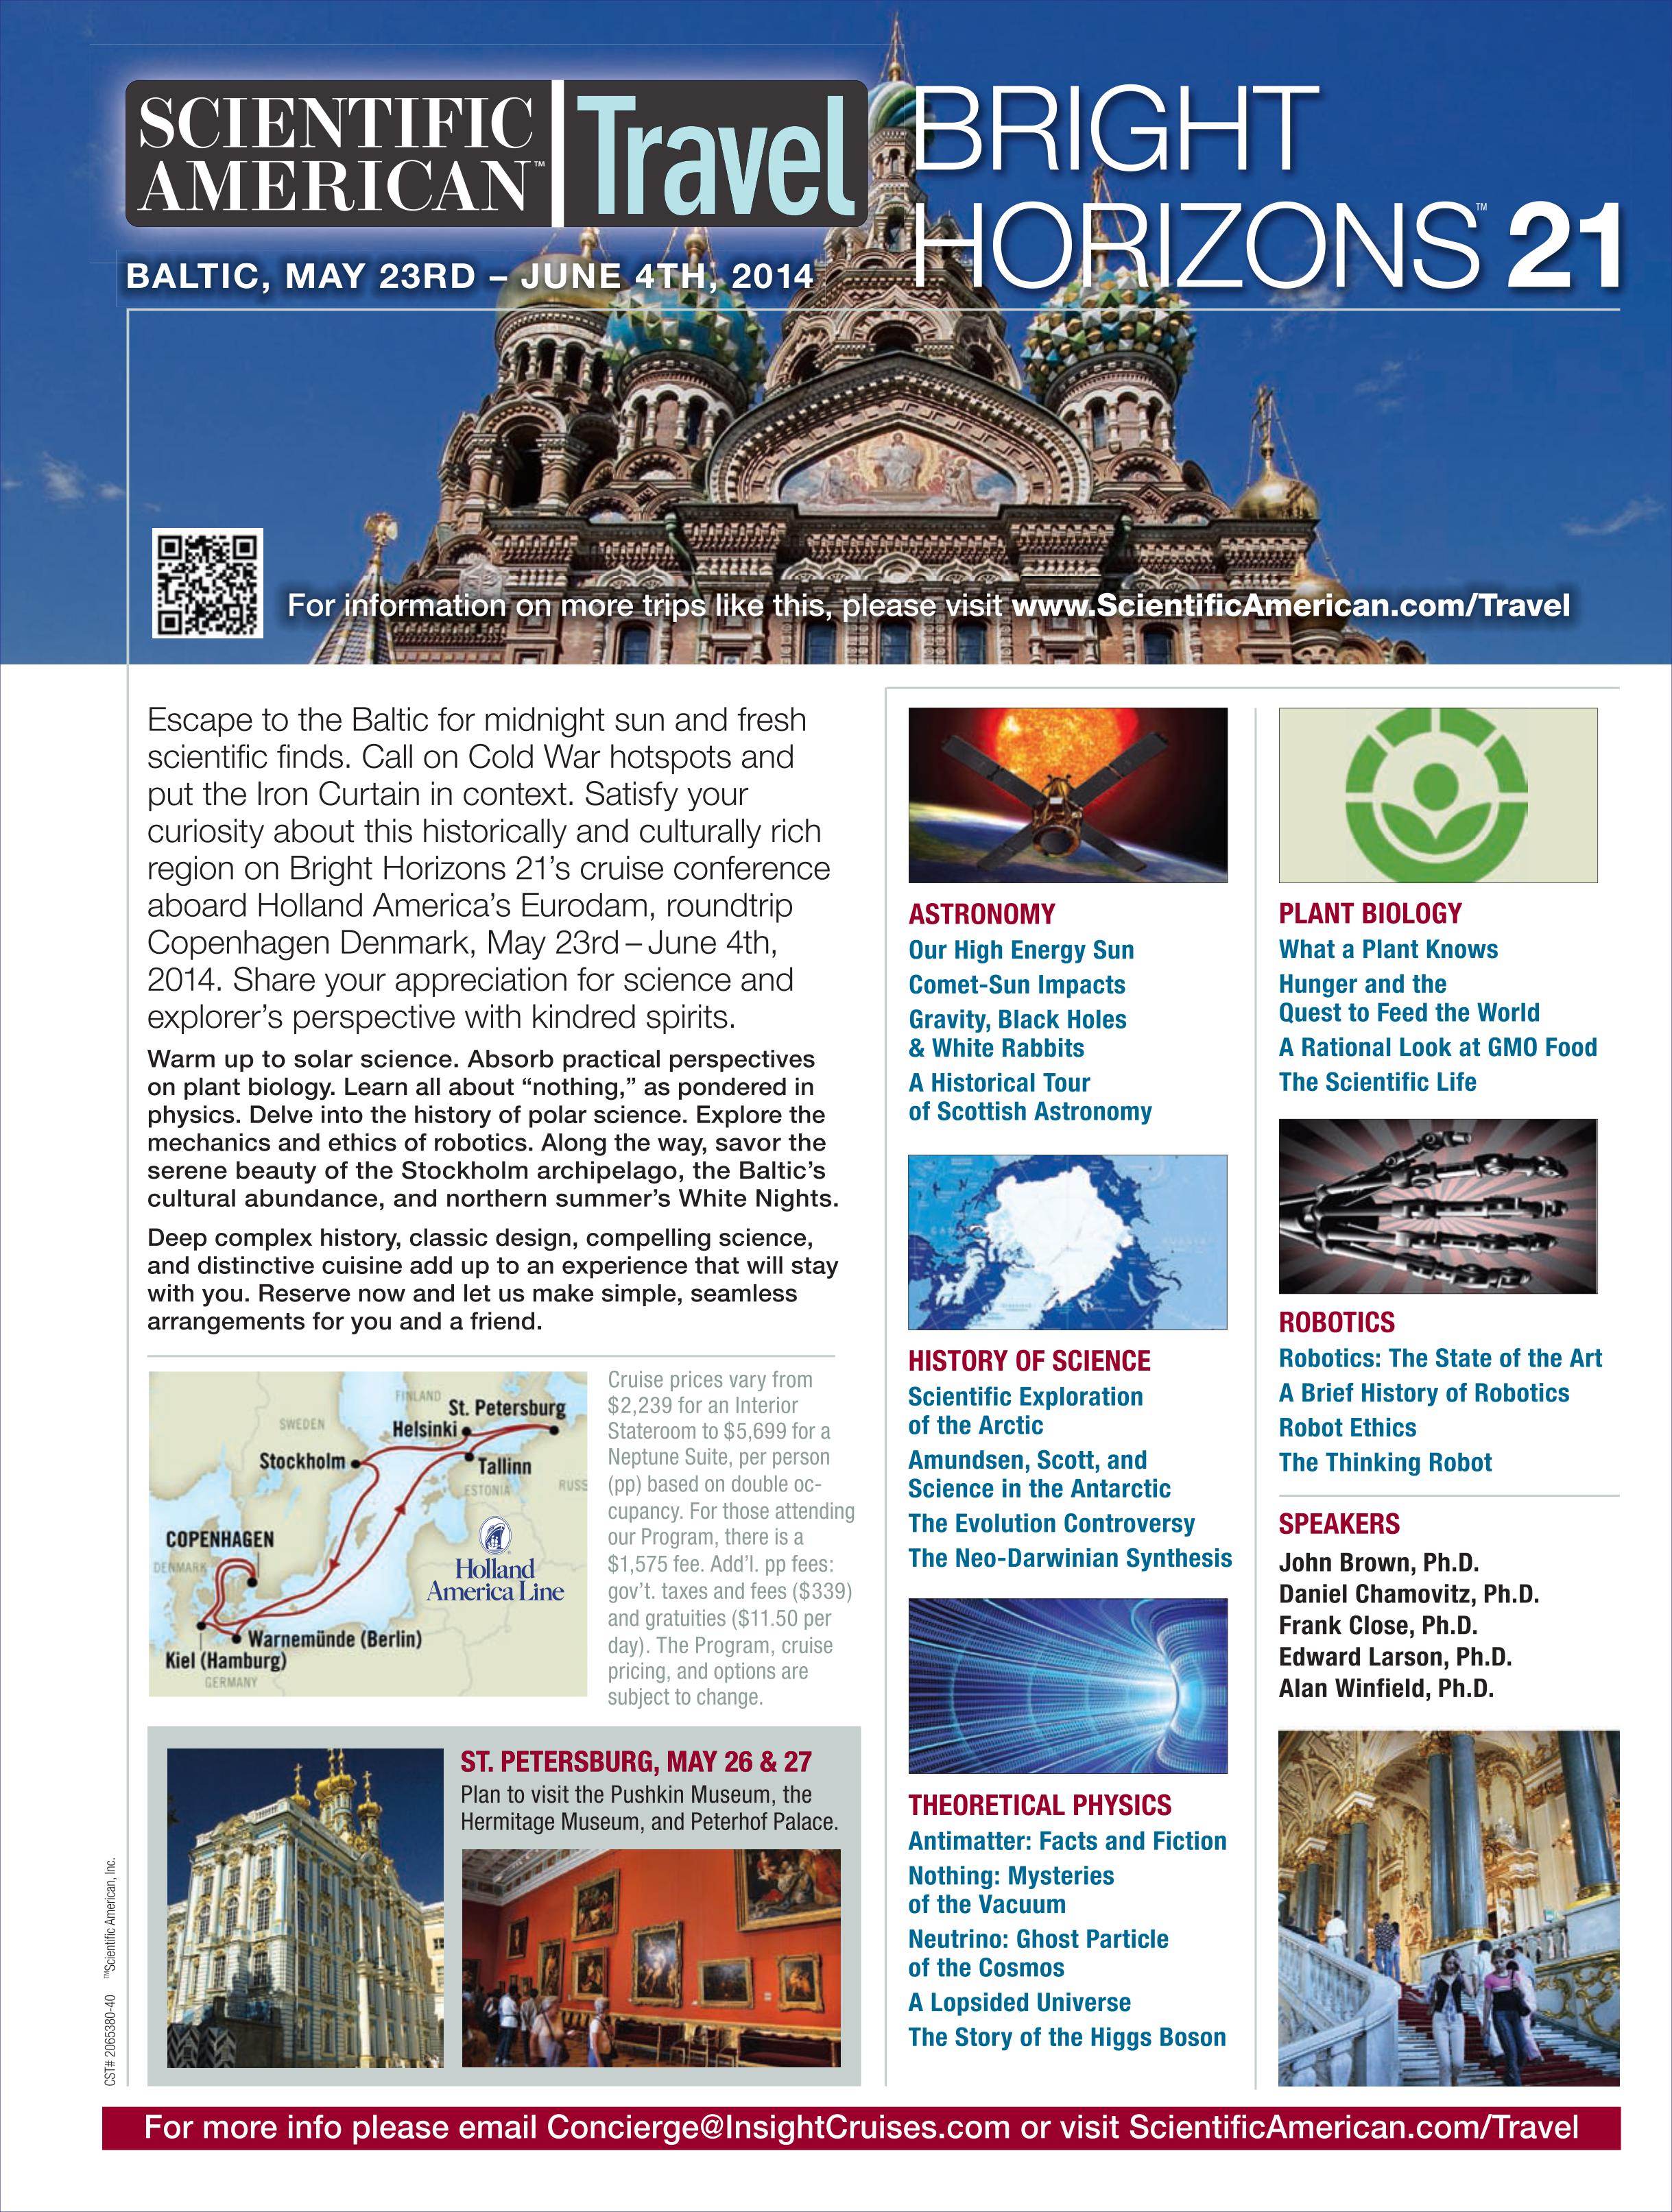 SCIENTIFIC
AMERICAN™
Travel
BRIGHT
HORIZONS™ 21
BALTIC, MAY 23RD – JUNE 4TH, 2014
For information on more trips like this, please visit www.ScientificAmerican.com/Travel
Escape to the Baltic for midnight sun and fresh
scientific finds. Call on Cold War hotspots and
put the Iron Curtain in context. Satisfy your
curiosity about this historically and culturally rich
region on Bright Horizons 21’s cruise conference
aboard Holland America’s Eurodam, roundtrip
Copenhagen Denmark, May 23rd – June 4th,
2014. Share your appreciation for science and
explorer’s perspective with kindred spirits.
Warm up to solar science. Absorb practical perspectives
on plant biology. Learn all about “nothing,” as pondered in
physics. Delve into the history of polar science. Explore the
mechanics and ethics of robotics. Along the way, savor the
serene beauty of the Stockholm archipelago, the Baltic’s
cultural abundance, and northern summer’s White Nights.
Deep complex history, classic design, compelling science,
and distinctive cuisine add up to an experience that will stay
with you. Reserve now and let us make simple, seamless
arrangements for you and a friend.
FINLAND
St. Petersburg
SWEDEN
Helsinki
Stockholm
Tallinn
ESTONIA
RUSS
COPENHAGEN
DENMARK
Holland
America Line
Warnemünde (Berlin)
Kiel (Hamburg)
GERMANY
Cruise prices vary from
$2,239 for an Interior
Stateroom to $5,699 for a
Neptune Suite, per person
(pp) based on double oc-
cupancy. For those attending
our Program, there is a
$1,575 fee. Add’l. pp fees:
gov’t. taxes and fees ($339)
and gratuities ($11.50 per
day). The Program, cruise
pricing, and options are
subject to change.
ST. PETERSBURG, MAY 26 & 27
Plan to visit the Pushkin Museum, the
Hermitage Museum, and Peterhof Palace.
CST# 2065380-40 ™Scientific American, Inc.
ASTRONOMY
Our High Energy Sun
Comet-Sun Impacts
Gravity, Black Holes
& White Rabbits
A Historical Tour
of Scottish Astronomy
HISTORY OF SCIENCE
Scientific Exploration
of the Arctic
Amundsen, Scott, and
Science in the Antarctic
The Evolution Controversy
The Neo-Darwinian Synthesis
THEORETICAL PHYSICS
Antimatter: Facts and Fiction
Nothing: Mysteries
of the Vacuum
Neutrino: Ghost Particle
of the Cosmos
A Lopsided Universe
The Story of the Higgs Boson
PLANT BIOLOGY
What a Plant Knows
Hunger and the
Quest to Feed the World
A Rational Look at GMO Food
The Scientific Life
ROBOTICS
Robotics: The State of the Art
A Brief History of Robotics
Robot Ethics
The Thinking Robot
SPEAKERS
John Brown, Ph.D.
Daniel Chamovitz, Ph.D.
Frank Close, Ph.D.
Edward Larson, Ph.D.
Alan Winfield, Ph.D.
For more info please email Concierge@InsightCruises.com or visit ScientificAmerican.com/Travel